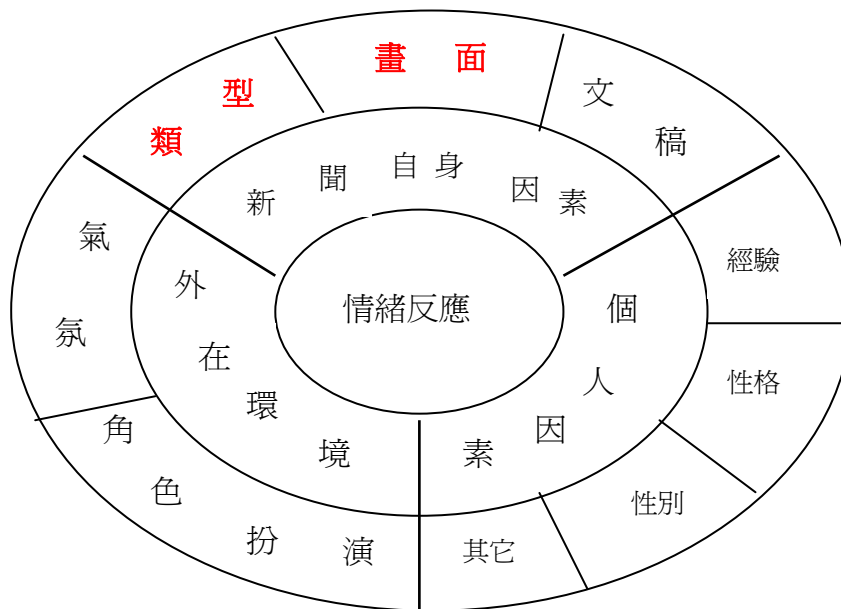 類型
畫面
文稿
新聞自身因素
氣氛
外在環境
情緒反應
個人因素
經驗
性格
性別
其它
角色扮演